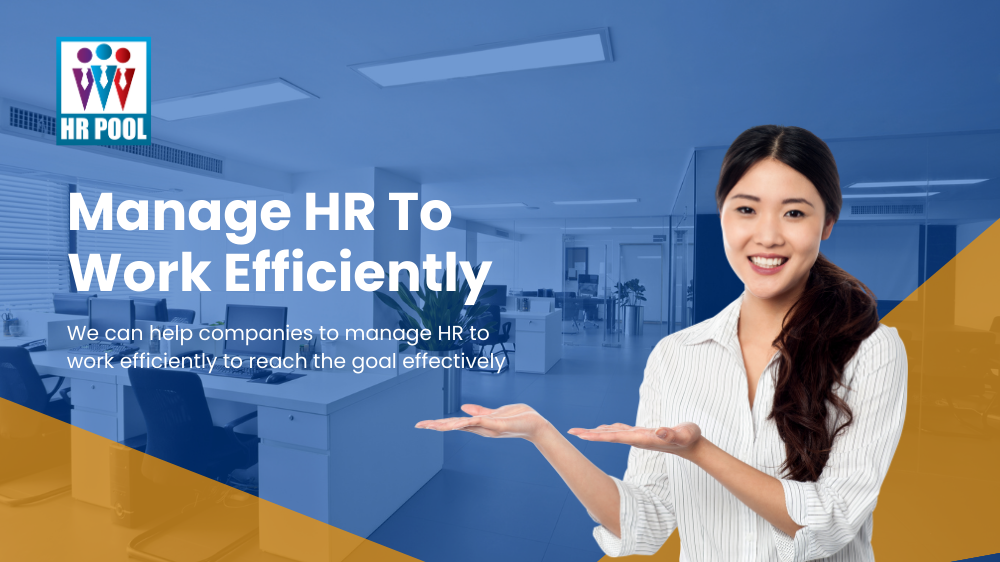 HR POOL
Manage HR To
Work Efficiently
We can help companies to manage HR to
work efficiently to reach the goal effectively